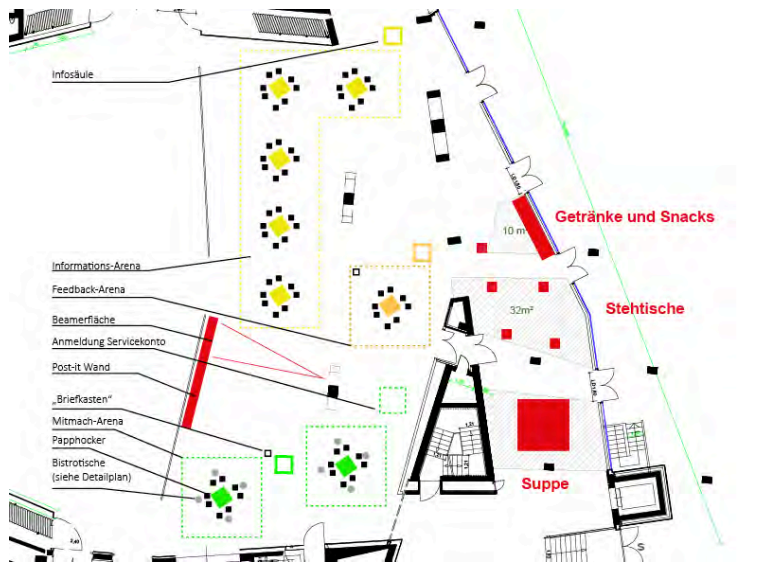 Infosäule
Getränke und Snacks
10 m²
Informations-Arena
Feedback-Arena
Stehtische
32m²
Beamerfläche
Anmeldung Servicekonto
Post-it Wand
„Briefkasten“
Mitmach-Arena
Papphocker
Bistrotische
(siehe Detailplan)
Suppe
S